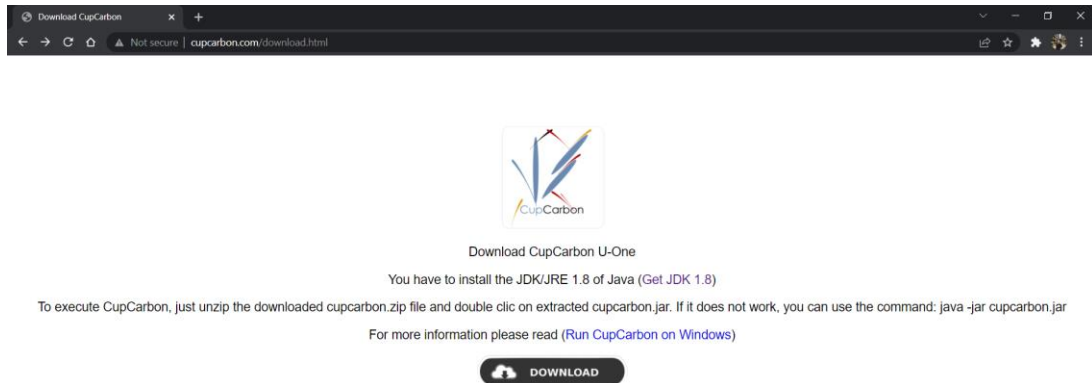 Download CupCarbon
Not secure | cupcarbon.com/download.html
CupCarbon
Download CupCarbon U-One
You have to install the JDK/JRE 1.8 of Java (Get JDK 1.8)
To execute CupCarbon, just unzip the downloaded cupcarbon.zip file and double clic on extracted cupcarbon.jar. If it does not work, you can use the command: java -jar cupcarbon.jar
For more information please read (Run CupCarbon on Windows)
DOWNLOAD